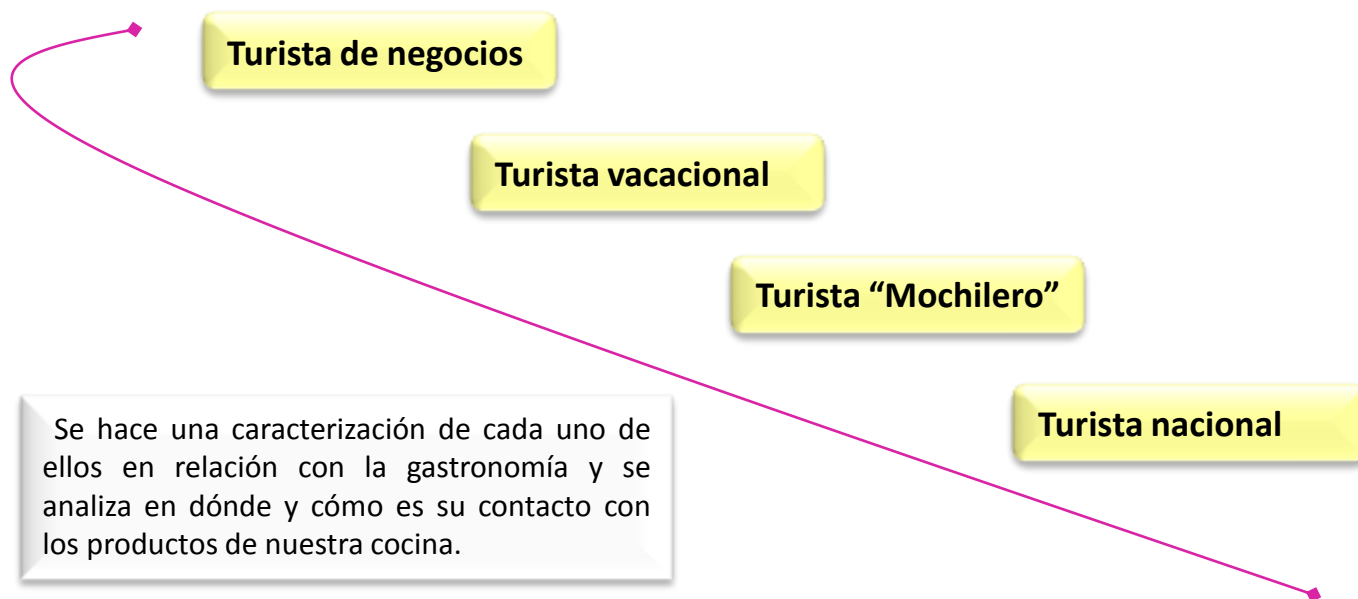 Turista de negocios
Turista vacacional
Turista “Mochilero”
Turista nacional
Se hace una caracterización de cada uno de
ellos en relación con la gastronomía y se
analiza en dónde y cómo es su contacto con
los productos de nuestra cocina.